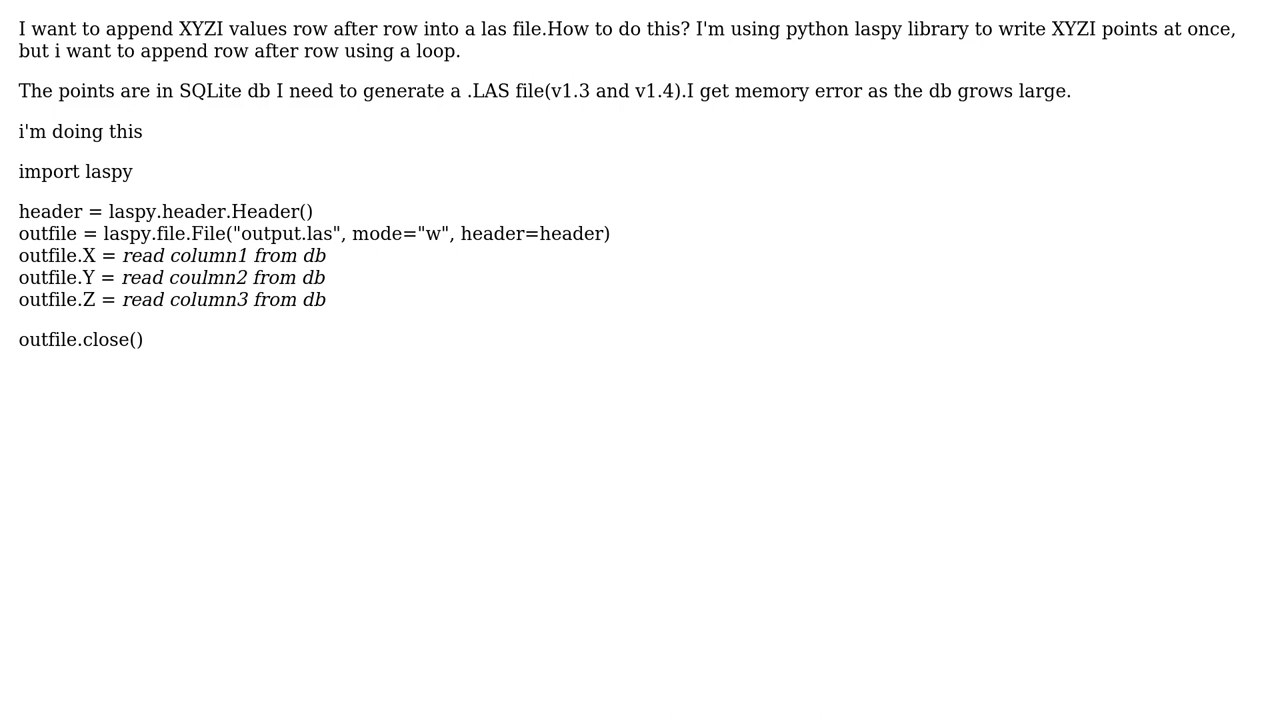 I want to append XYZI values row after row into a las file.How to do this? I'm using python laspy library to write XYZI points at once,
but i want to append row after row using a loop.
The points are in SQLite db I need to generate a .LAS file(v1.3 and v1.4).I get memory error as the db grows large.
i'm doing this
import laspy
header = laspy.header.Header()
outfile = laspy.file.File("output.las", mode="w", header=header)
outfile.X = read column1 from db
outfile.Y = read coulmn2 from db
outfile.Z = read column3 from db
outfile.close()